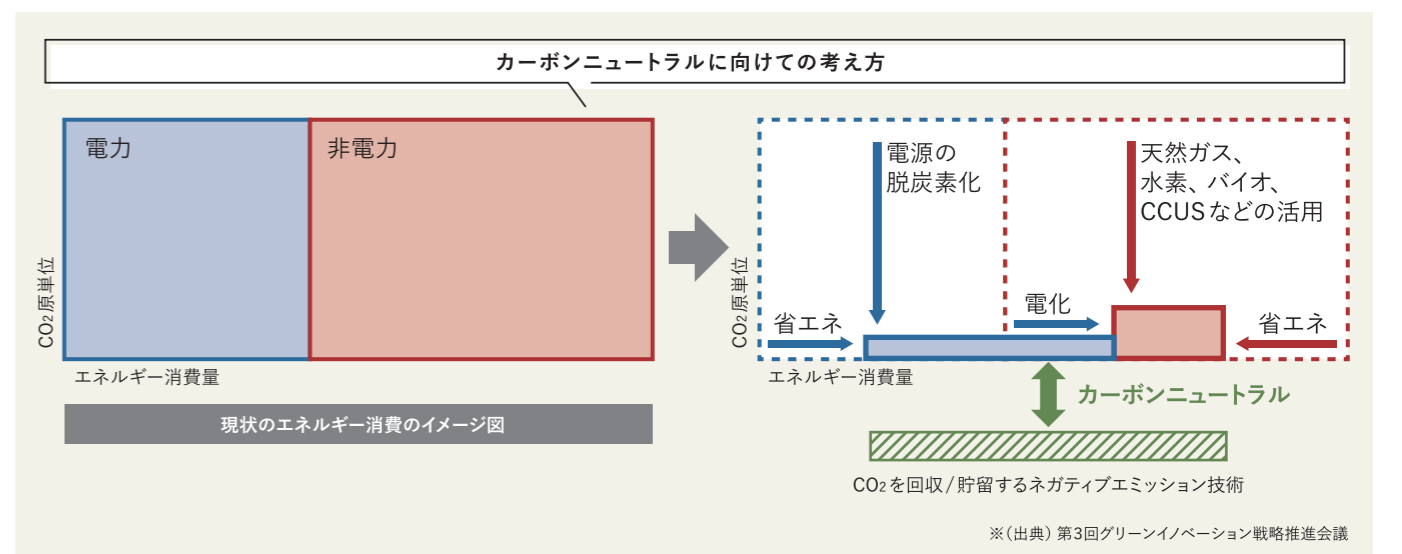 カーボンニュートラルに向けての考え方
電力
非電力
CO2原単位
エネルギー消費量
現状のエネルギー消費のイメージ図
電源の
脱炭素化
天然ガス、
水素、バイオ、
CCUSなどの活用
CO2原単位
省エネ
電化
省エネ
エネルギー消費量
カーボンニュートラル
CO2を回収/貯留するネガティブエミッション技術
※(出典) 第3回グリーンイノベーション戦略推進会議